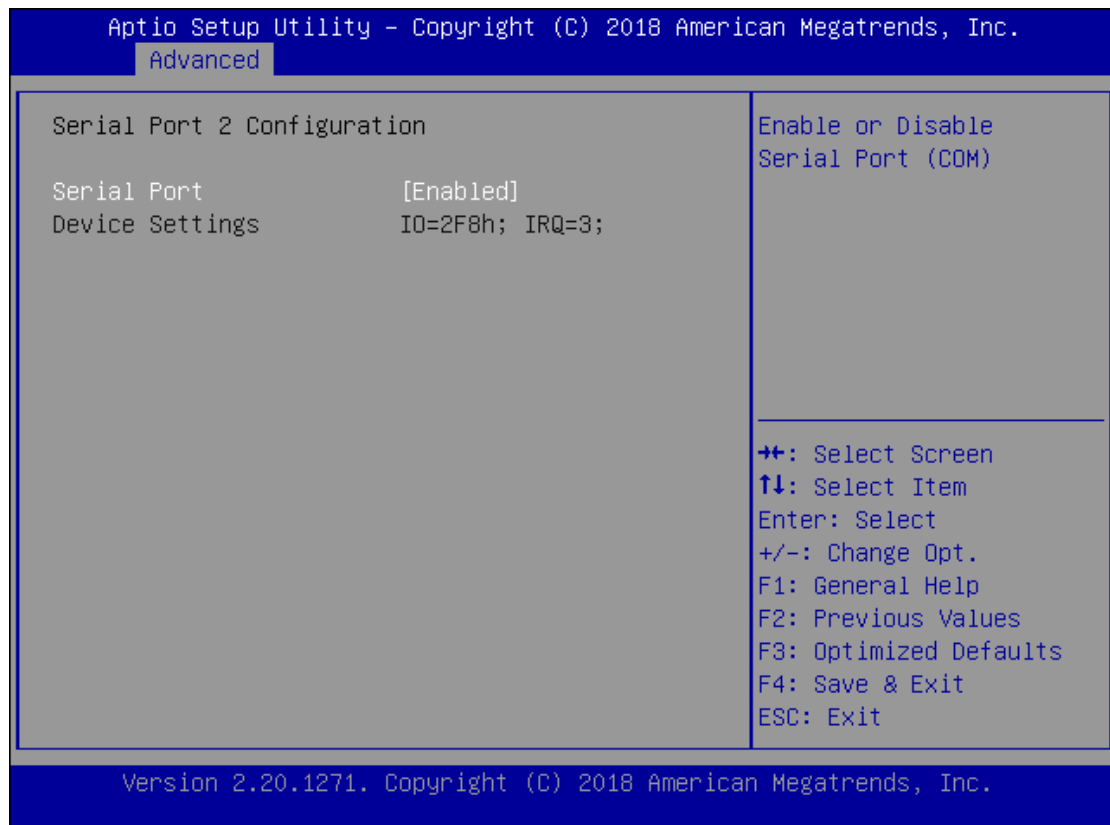 Aptio Setup Utility – Copyright (C) 2018 American Megatrends, Inc.
Advanced
Serial Port 2 Configuration
Serial Port [Enabled]
Device Settings IO=2F8h; IRQ=3;
Enable or Disable
Serial Port (COM)
→←: Select Screen
↑↓: Select Item
Enter: Select
+/-: Change Opt.
F1: General Help
F2: Previous Values
F3: Optimized Defaults
F4: Save & Exit
ESC: Exit
Version 2.20.1271. Copyright (C) 2018 American Megatrends, Inc.